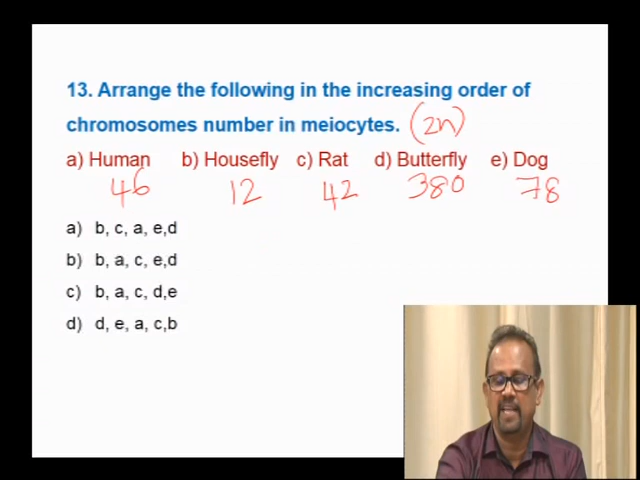 13. Arrange the following in the increasing order of
chromosomes number in meiocytes. (2n)
a) Human b) Housefly c) Rat d) Butterfly e) Dog
46 12 42 380 78
a) b, c, a, e,d
b) b, a, c, e,d
c) b, a, c, d,e
d) d, e, a, c,b